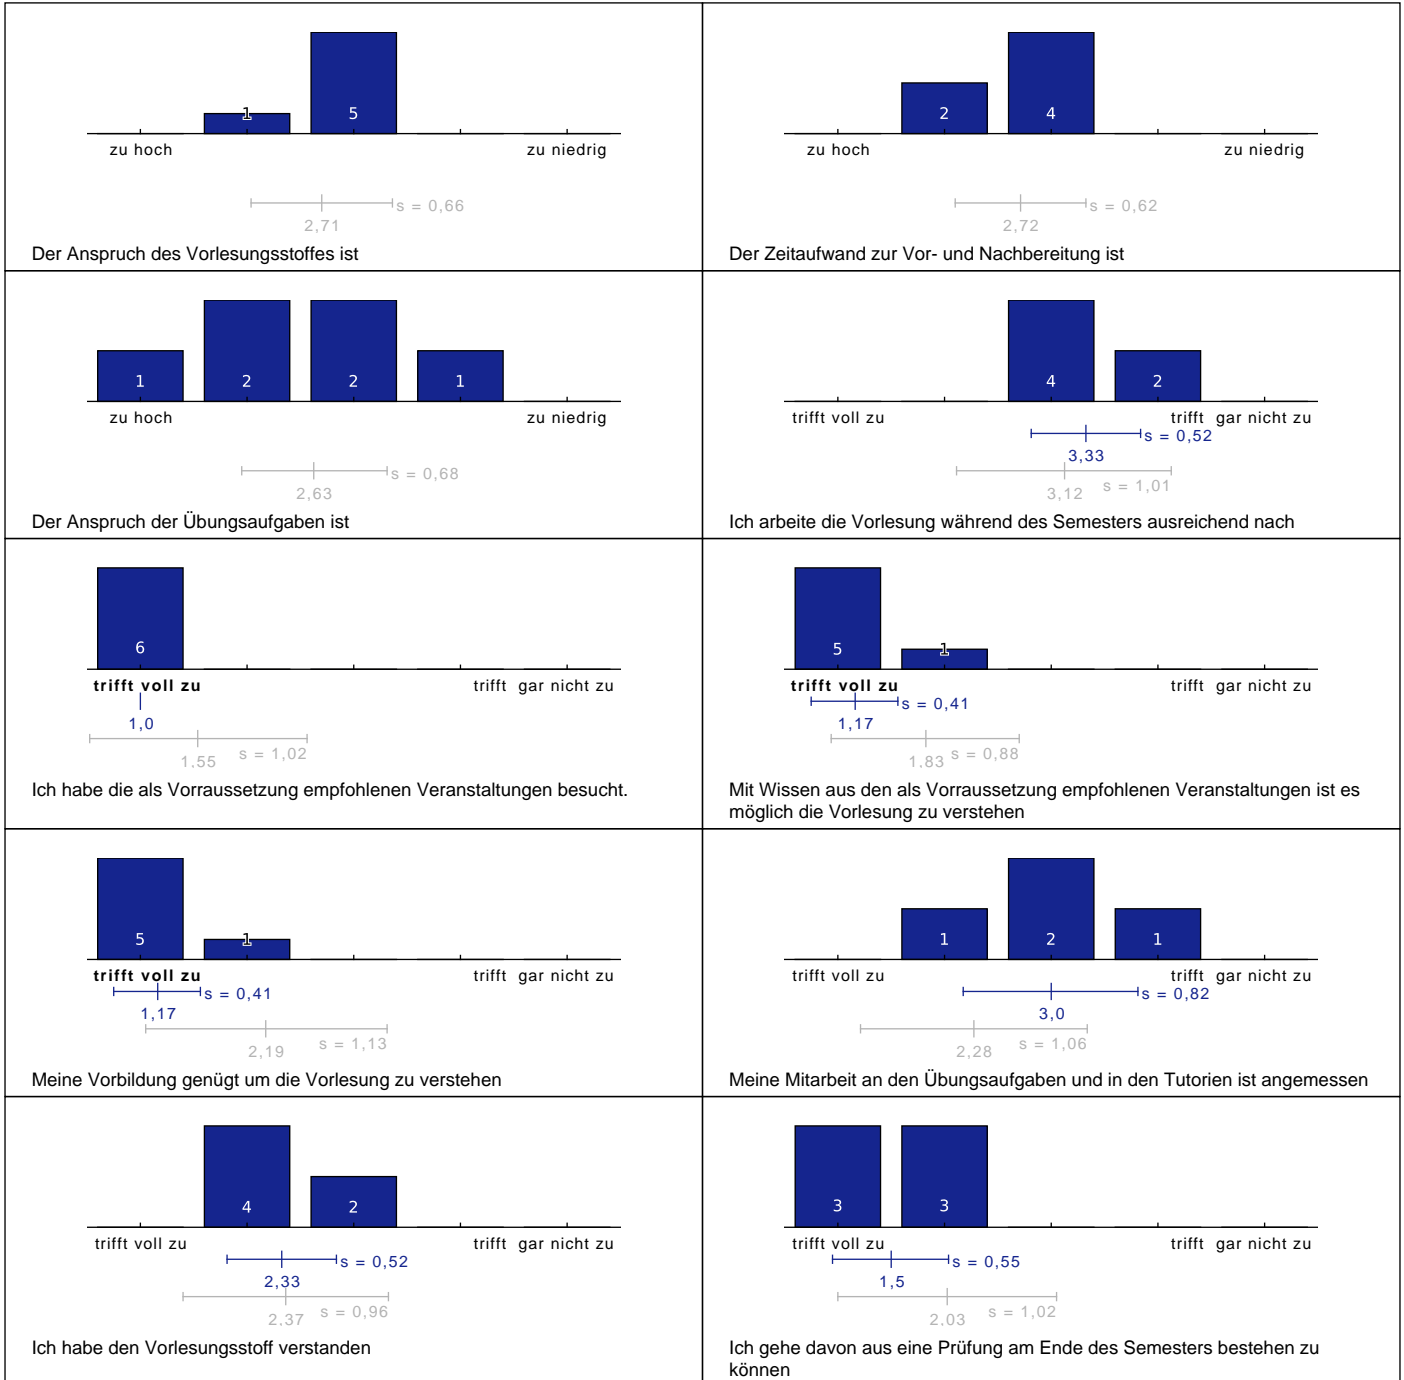 1 5
zu hoch zu niedrig
s = 0,66
2,71
Der Anspruch des Vorlesungsstoffes ist
2 4
zu hoch zu niedrig
s = 0,62
2,72
Der Zeitaufwand zur Vor- und Nachbereitung ist
1 2 2 1
zu hoch zu niedrig
s = 0,68
2,63
Der Anspruch der Übungsaufgaben ist
4 2
trifft voll zu trifft gar nicht zu
s = 0,52
3,33
3,12 s = 1,01
Ich arbeite die Vorlesung während des Semesters ausreichend nach
6
trifft voll zu trifft gar nicht zu
1,0
1,55 s = 1,02
Ich habe die als Vorraussetzung empfohlenen Veranstaltungen besucht.
5 1
trifft voll zu trifft gar nicht zu
s = 0,41
1,17
1,83 s = 0,88
Mit Wissen aus den als Vorraussetzung empfohlenen Veranstaltungen ist es
möglich die Vorlesung zu verstehen
5 1
trifft voll zu trifft gar nicht zu
s = 0,41
1,17
2,19 s = 1,13
Meine Vorbildung genügt um die Vorlesung zu verstehen
1 2 1
trifft voll zu trifft gar nicht zu
s = 0,82
3,0
2,28 s = 1,06
Meine Mitarbeit an den Übungsaufgaben und in den Tutorien ist angemessen
4 2
trifft voll zu trifft gar nicht zu
s = 0,52
2,33
2,37 s = 0,96
Ich habe den Vorlesungsstoff verstanden
3 3
trifft voll zu trifft gar nicht zu
s = 0,55
1,5
2,03 s = 1,02
Ich gehe davon aus eine Prüfung am Ende des Semesters bestehen zu
können